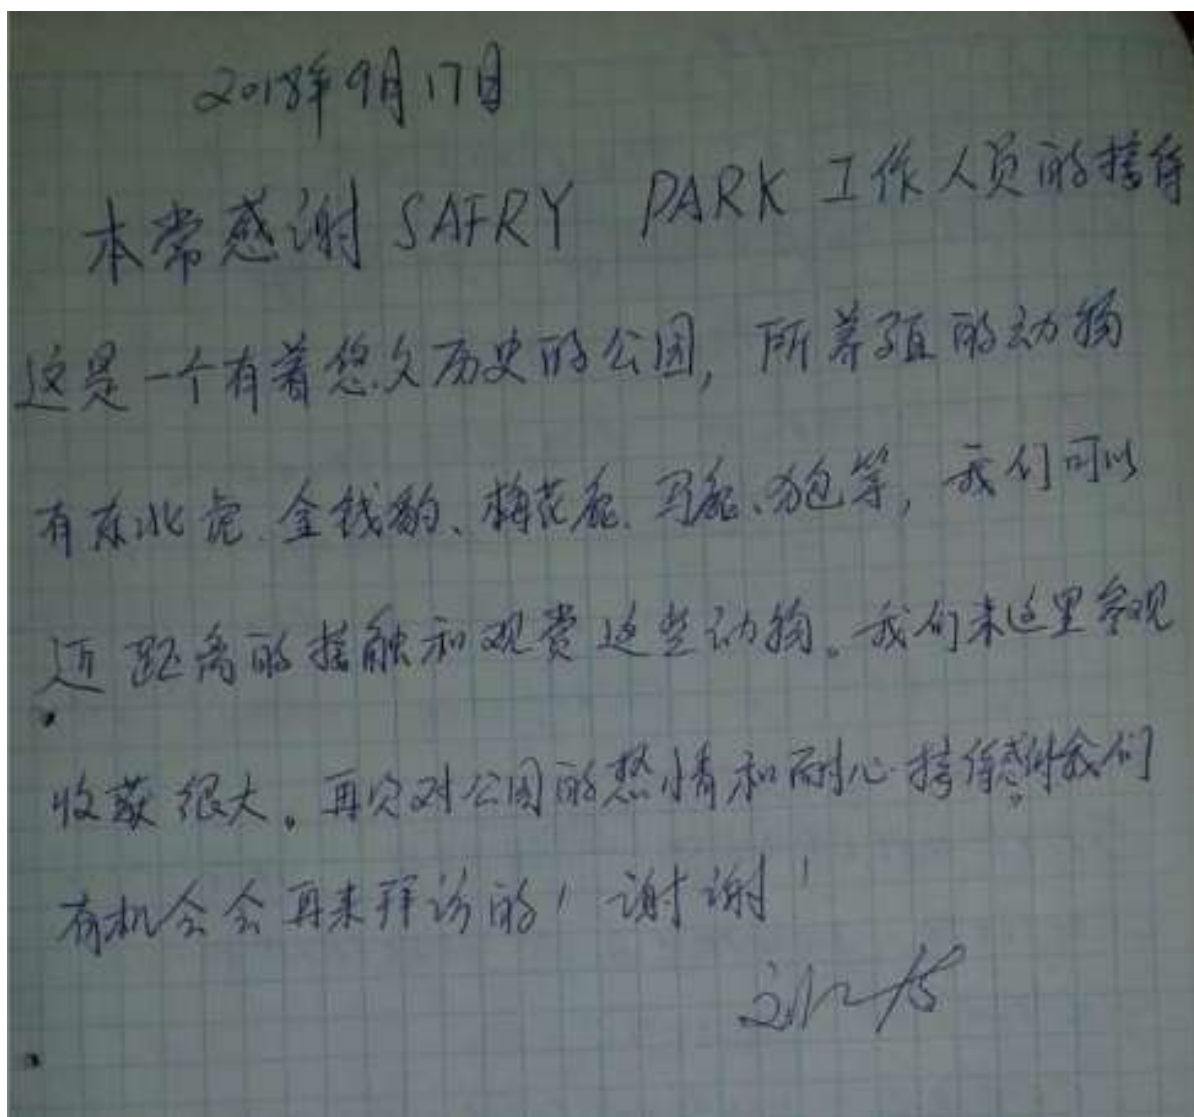 2018年9月17日
本常感谢 SAFRY PARK 工作人员的接待
这是一个有着悠久历史的公园, 所养殖的动物
有东北虎、金钱豹、梅花鹿、马鹿、狍等, 我们可以
近距离的接触和观赏这些动物。我们来这里参观
收获很大。再次对公园的热情和耐心接待感谢。我们
有机会会再来拜访的! 谢谢!